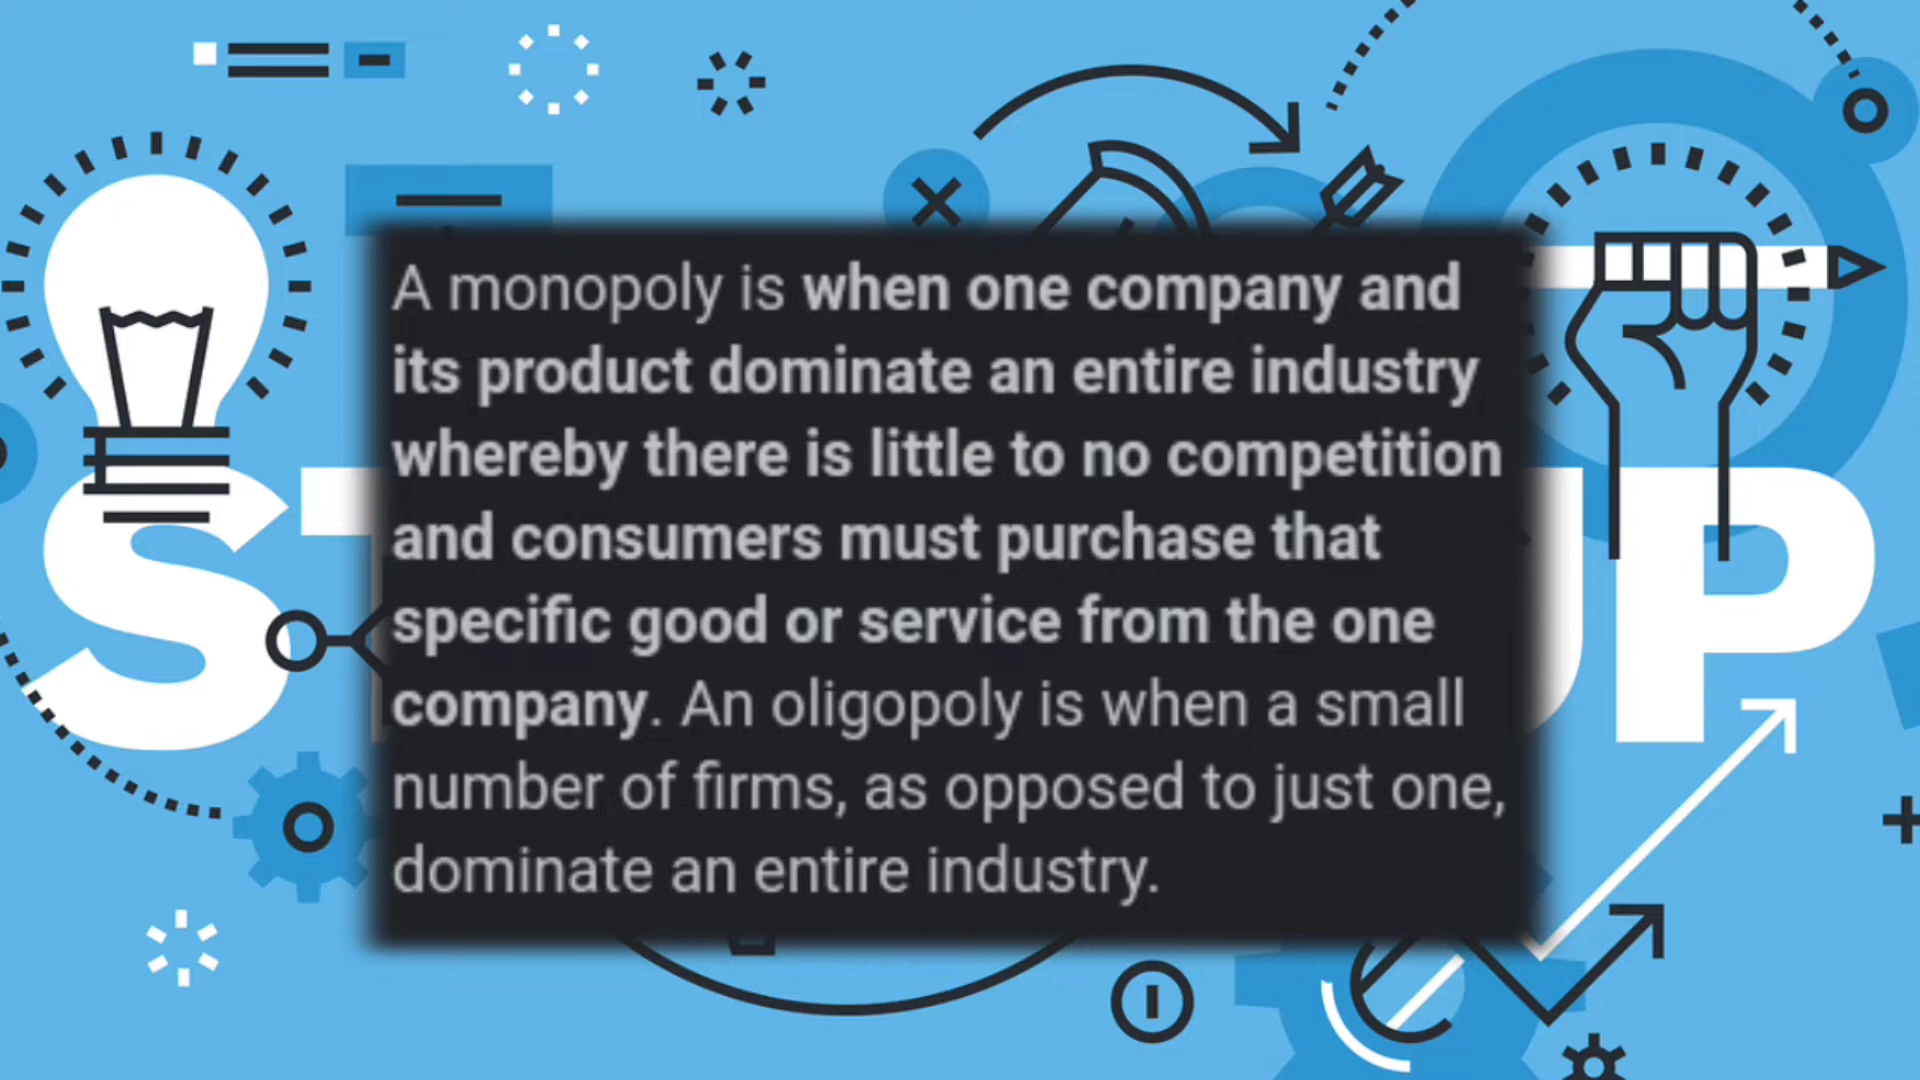 A monopoly is when one company and
its product dominate an entire industry
whereby there is little to no competition
and consumers must purchase that
specific good or service from the one
company. An oligopoly is when a small
number of firms, as opposed to just one,
dominate an entire industry.